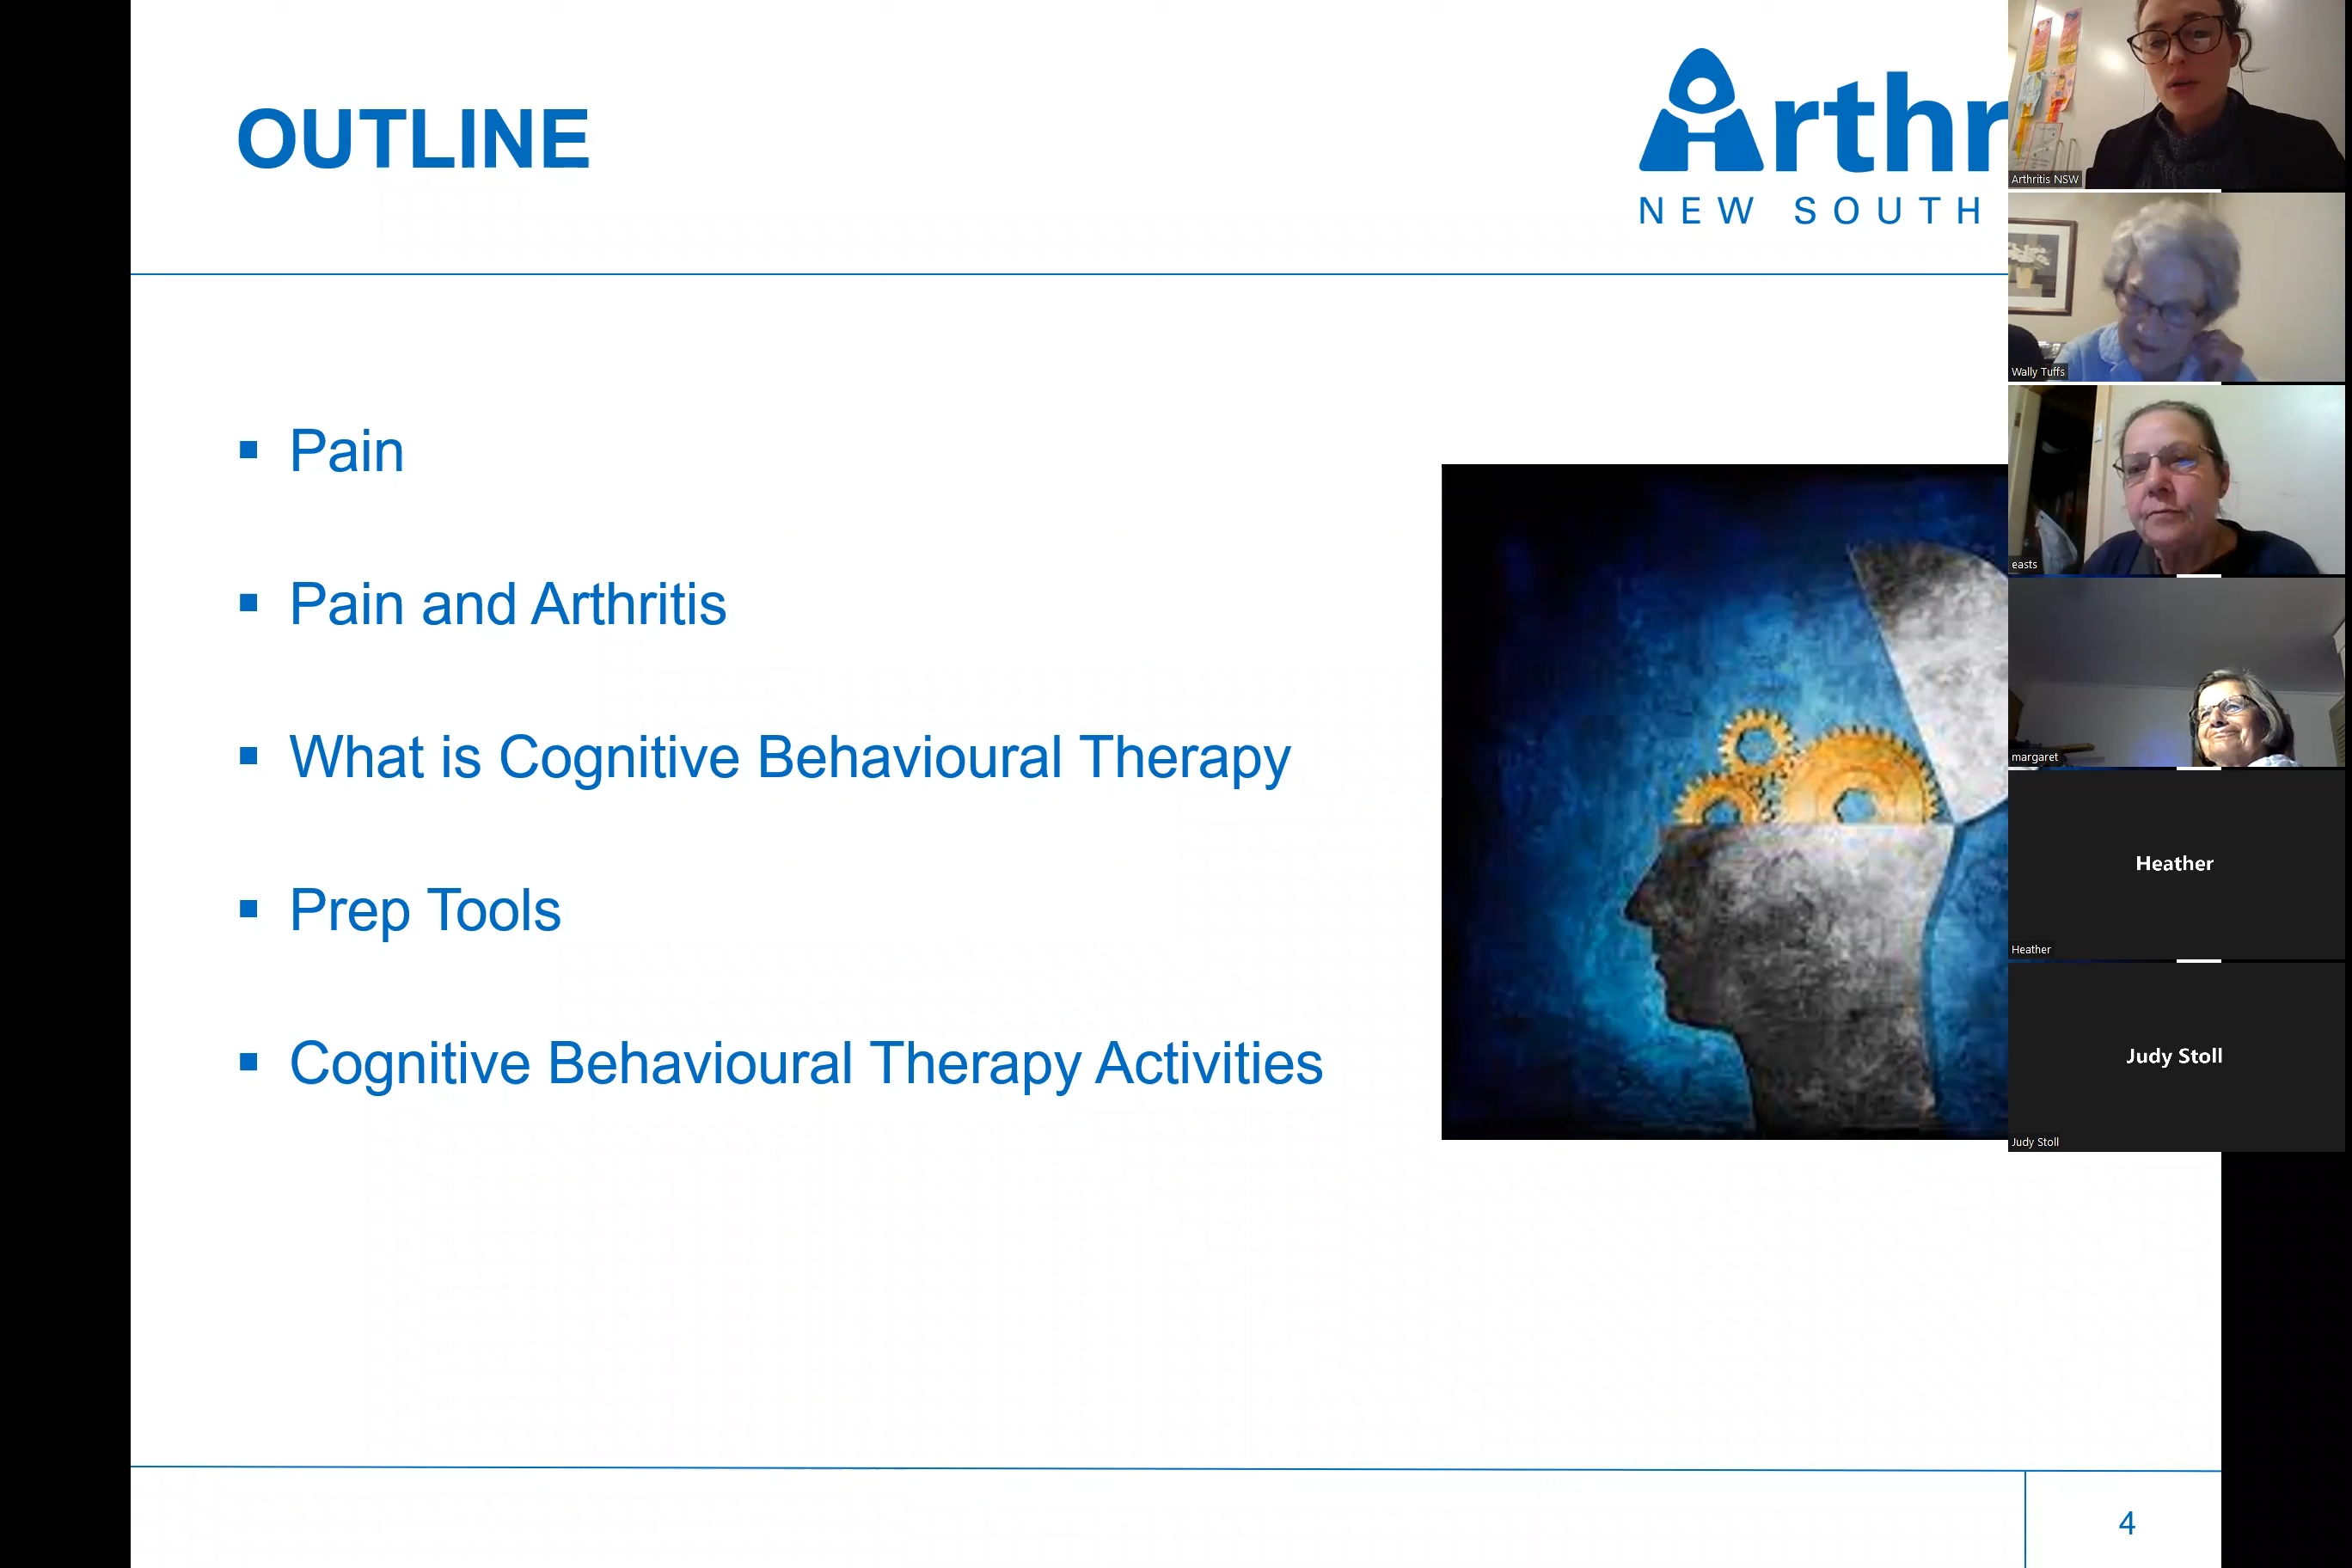 OUTLINE
Arthr
NEW SOUTH
Pain
Pain and Arthritis
What is Cognitive Behavioural Therapy
Prep Tools
Cognitive Behavioural Therapy Activities
4
Arthritis NSW
Wally Tuffs
easts
margaret
Heather
Heather
Judy Stoll
Judy Stoll